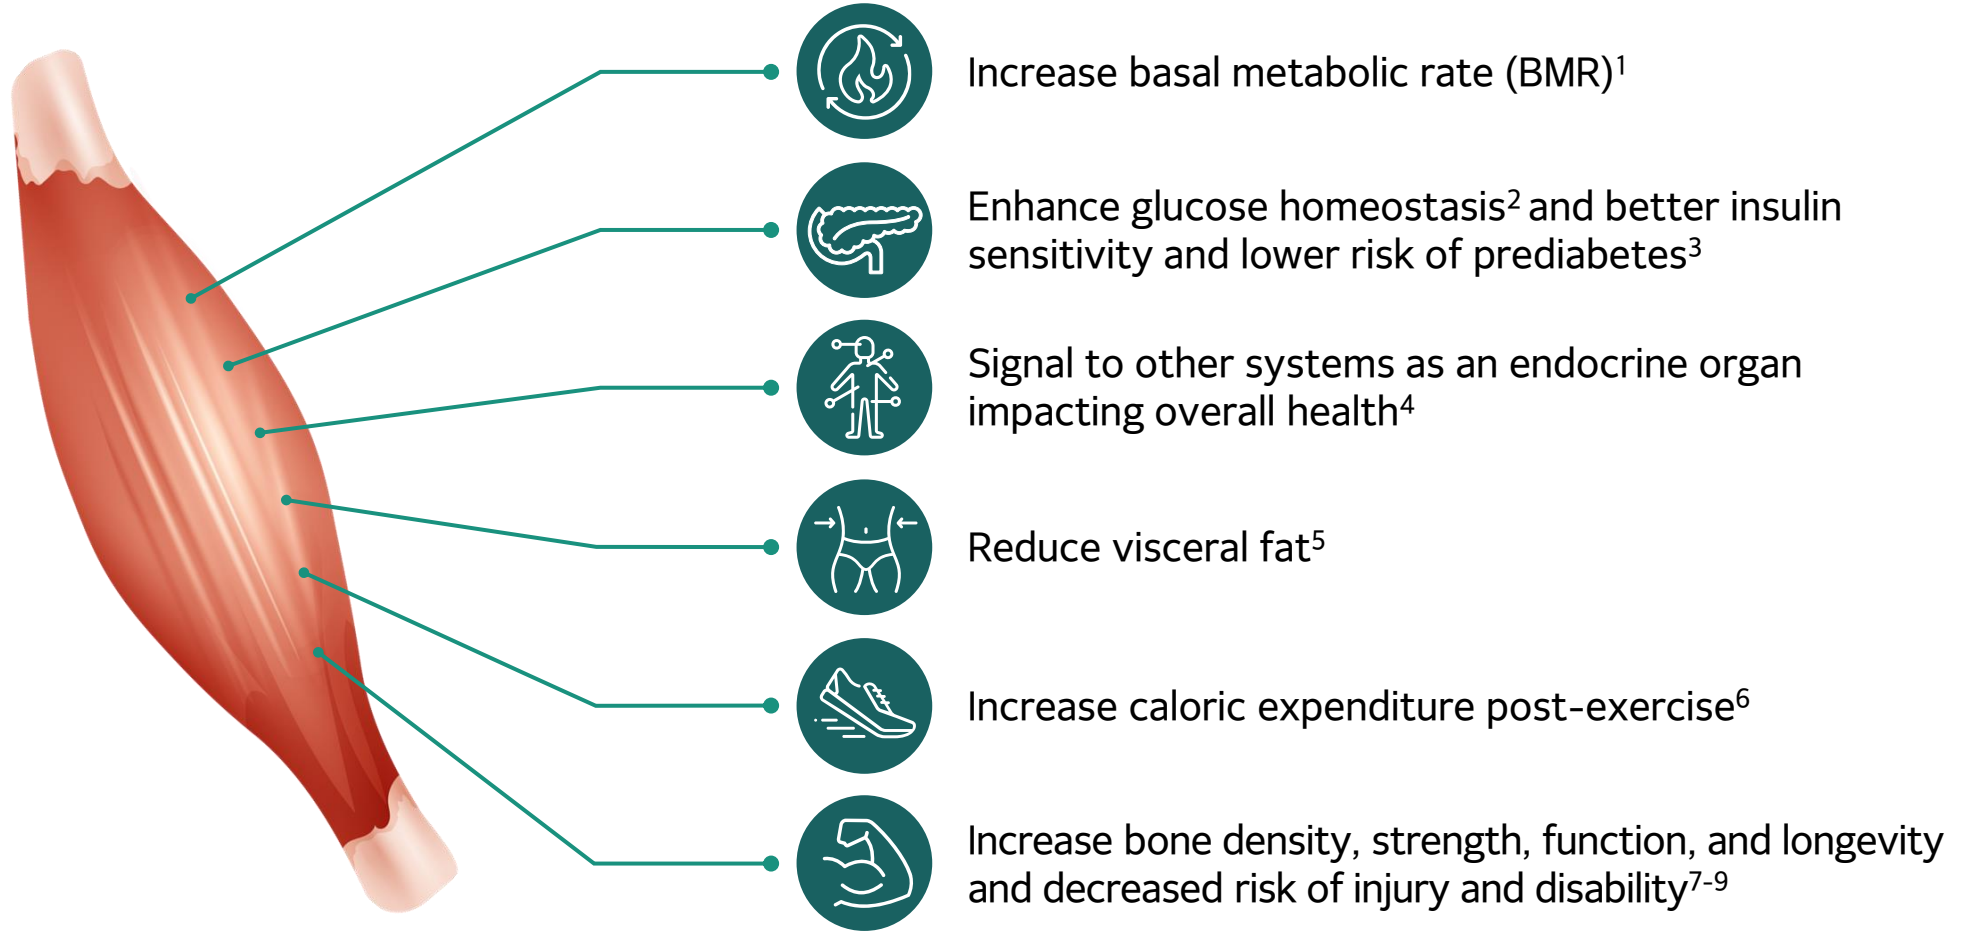 Increase basal metabolic rate (BMR)¹
Enhance glucose homeostasis² and better insulin
sensitivity and lower risk of prediabetes³
Signal to other systems as an endocrine organ
impacting overall health⁴
Reduce visceral fat⁵
Increase caloric expenditure post-exercise⁶
Increase bone density, strength, function, and longevity
and decreased risk of injury and disability⁷⁻⁹